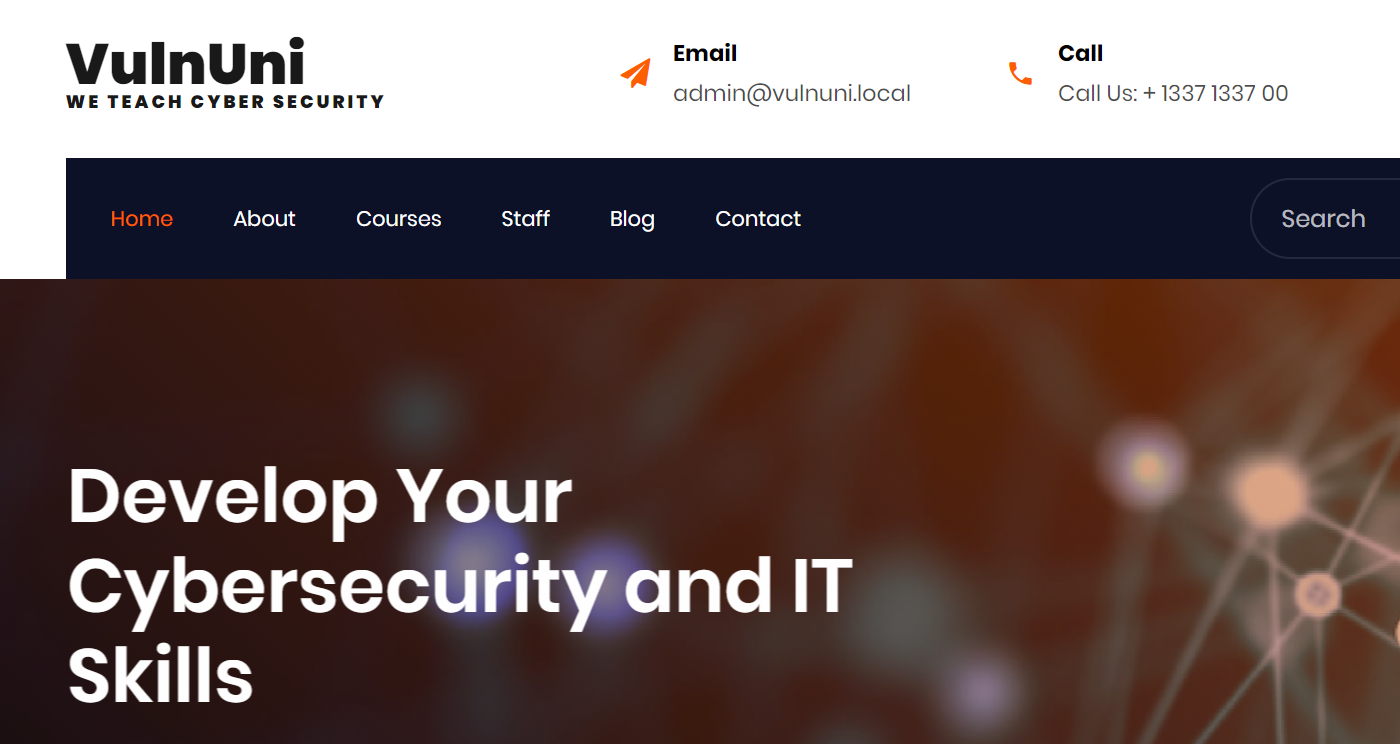 VulnUni
WE TEACH CYBER SECURITY
Email
admin@vulnuni.local
Call
Call Us: + 1337 1337 00
Home About Courses Staff Blog Contact Search
Develop Your
Cybersecurity and IT
Skills